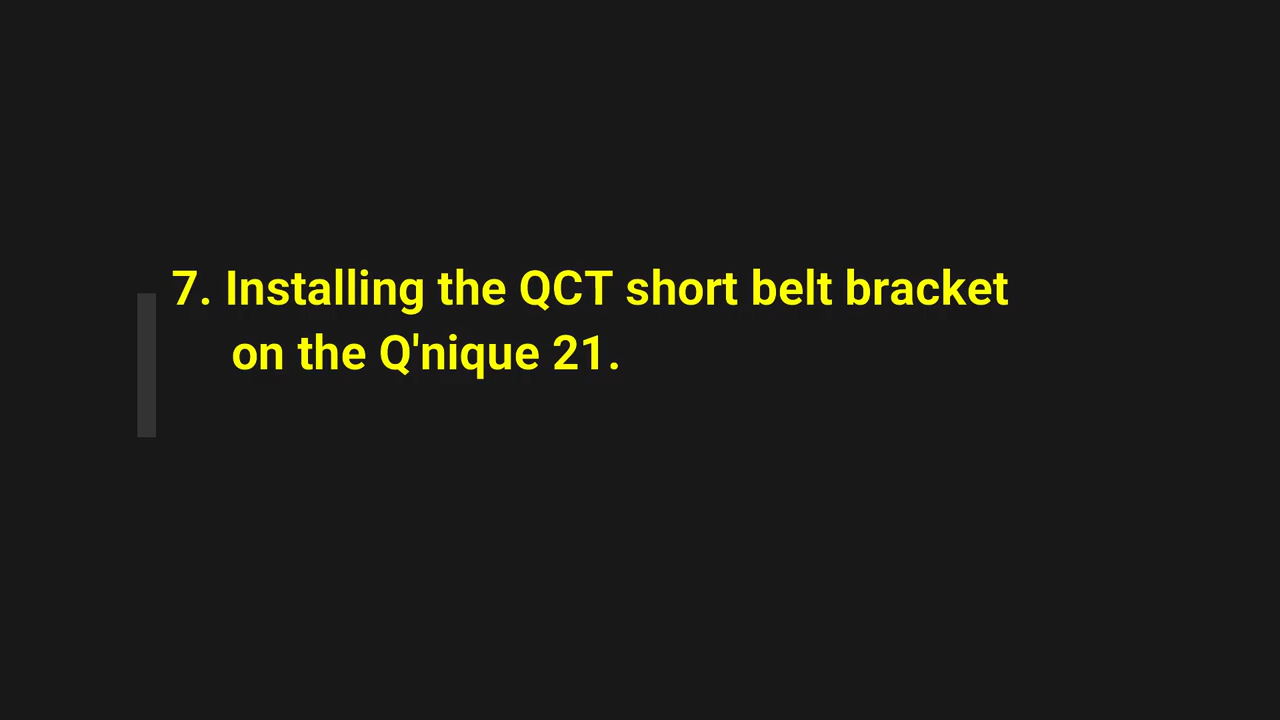 7. Installing the QCT short belt bracket
on the Q'nique 21.